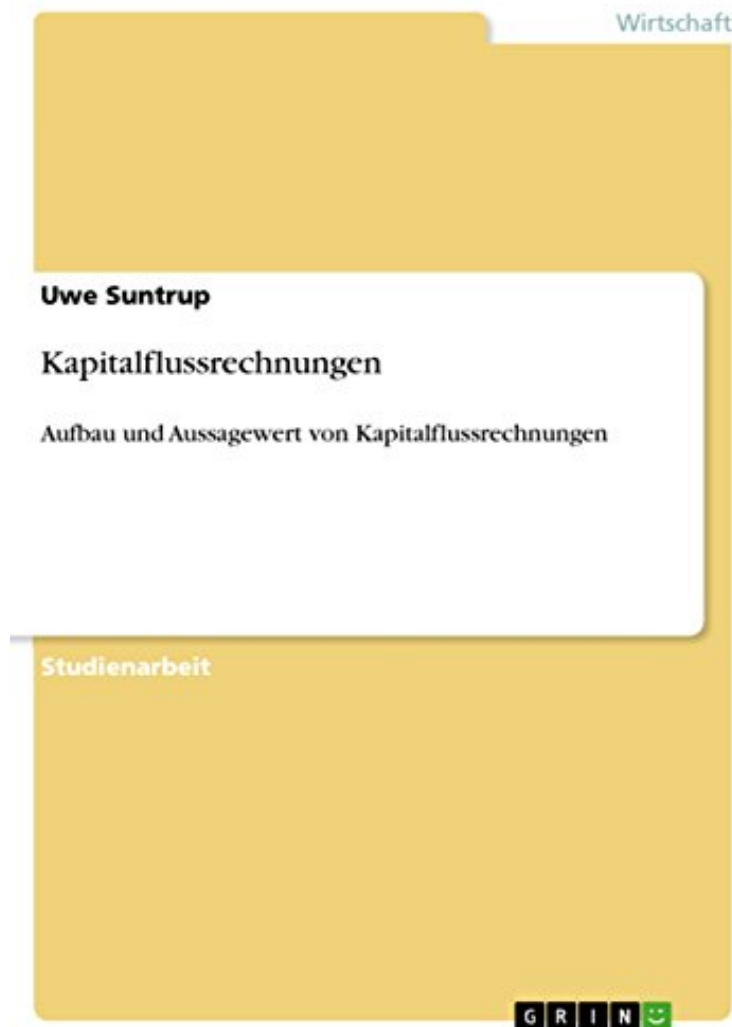 Wirtschaft
Uwe Suntrup
Kapitalflussrechnungen
Aufbau und Aussagewert von Kapitalflussrechnungen
Studienarbeit
GRIN